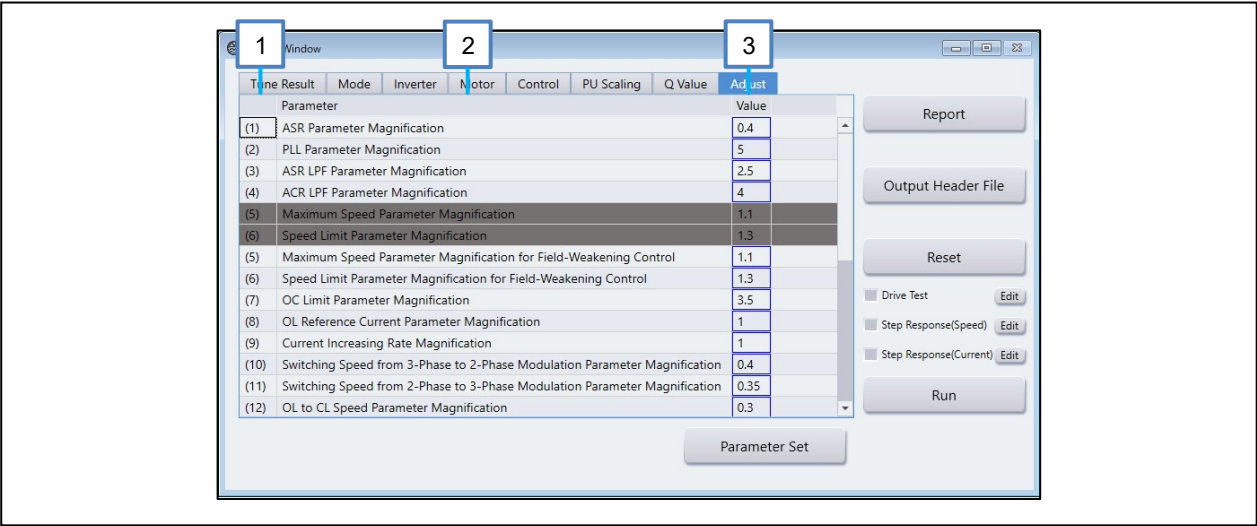 1 2 3
Window
Tune Result Mode Inverter Motor Control PU Scaling Q Value Adjust
Parameter Value
(1) ASR Parameter Magnification 0.4
(2) PLL Parameter Magnification 5
(3) ASR LPF Parameter Magnification 2.5
(4) ACR LPF Parameter Magnification 4
(5) Maximum Speed Parameter Magnification 1.1
(6) Speed Limit Parameter Magnification 1.3
(5) Maximum Speed Parameter Magnification for Field-Weakening Control 1.1
(6) Speed Limit Parameter Magnification for Field-Weakening Control 1.3
(7) OC Limit Parameter Magnification 3.5
(8) OL Reference Current Parameter Magnification 1
(9) Current Increasing Rate Magnification 1
(10) Switching Speed from 3-Phase to 2-Phase Modulation Parameter Magnification 0.4
(11) Switching Speed from 2-Phase to 3-Phase Modulation Parameter Magnification 0.35
(12) OL to CL Speed Parameter Magnification 0.3
Report
Output Header File
Reset
Drive Test Edit
Step Response(Speed) Edit
Step Response(Current) Edit
Run
Parameter Set